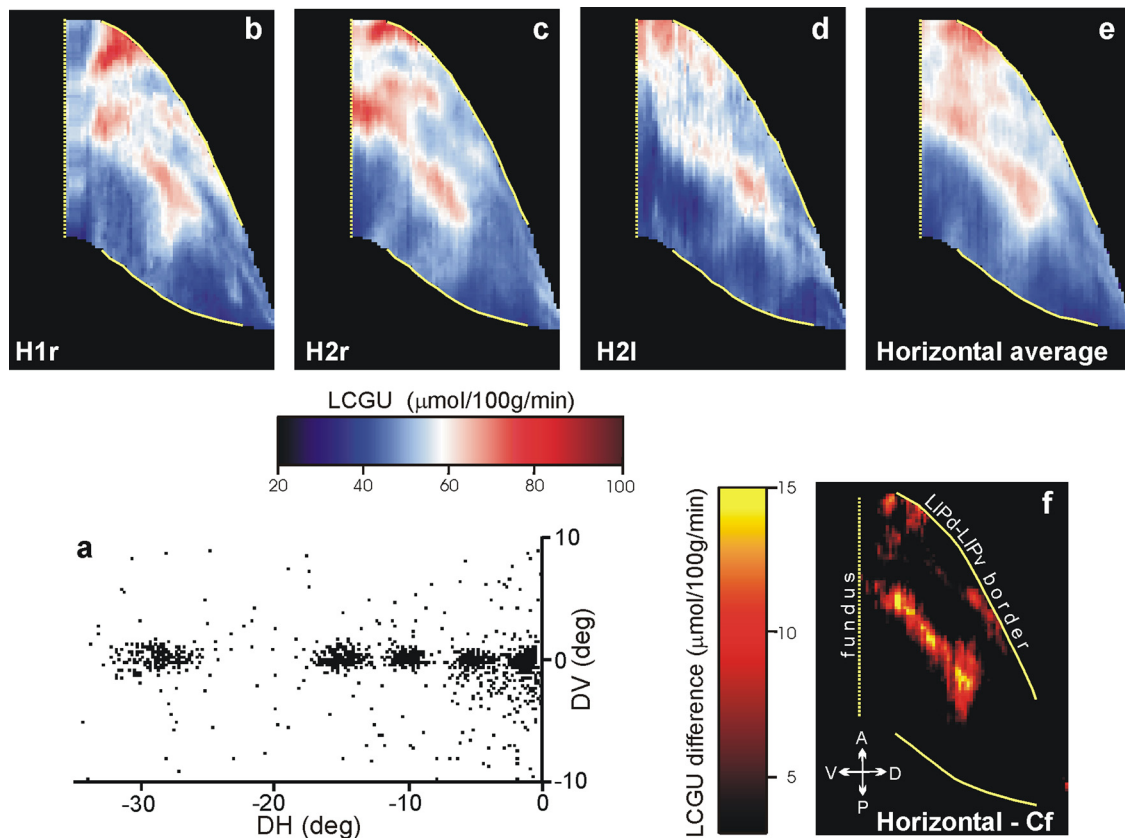 b
c
d
e
H1r
H2r
H2l
Horizontal average
LCGU (μmol/100g/min)
20 40 60 80 100
a
10
0
-10
DV (deg)
-30 -20 -10 0
DH (deg)
LCGU difference (μmol/100g/min)
15
10
5
f
LIPd-LIPv border
fundus
A
V D
P
Horizontal - Cf